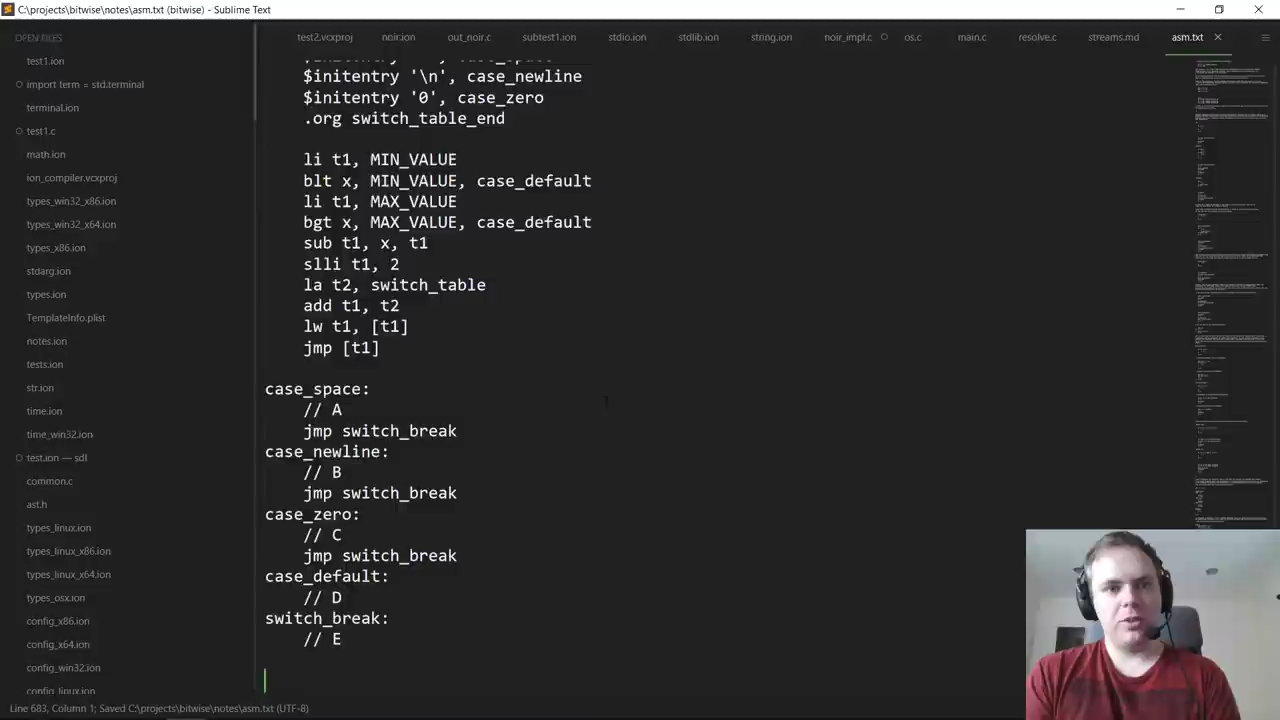 C:\projects\bitwise\notes\asm.txt (bitwise) - Sublime Text
OPEN FILES
test1.ion
import term = std.terminal
terminal.ion
test1.c
math.ion
ion_compiler.vcxproj
types_win32_x86.ion
types_win32_x64.ion
types_x86.ion
stdarg.ion
types.ion
TemplateInfo.plist
notes.ion
tests.ion
str.ion
time.ion
time_win32.ion
test.ion — sdl
common.c
ast.h
types_linux.ion
types_linux_x86.ion
types_linux_x64.ion
types_osx.ion
config_x86.ion
config_x64.ion
config_win32.ion
config_linux.ion
test2.vcxproj
noir.ion
out_noir.c
subtest1.ion
stdio.ion
stdlib.ion
string.ion
noir_impl.c
os.c
main.c
resolve.c
streams.md
asm.txt
$initentry ' ', case_space
$initentry '\n', case_newline
$initentry '0', case_zero
.org switch_table_end
li t1, MIN_VALUE
blt x, MIN_VALUE, case_default
li t1, MAX_VALUE
bgt x, MAX_VALUE, case_default
sub t1, x, t1
slli t1, 2
la t2, switch_table
add t1, t2
lw t1, [t1]
jmp [t1]
case_space:
// A
jmp switch_break
case_newline:
// B
jmp switch_break
case_zero:
// C
jmp switch_break
case_default:
// D
switch_break:
// E
Line 683, Column 1; Saved C:\projects\bitwise\notes\asm.txt (UTF-8)